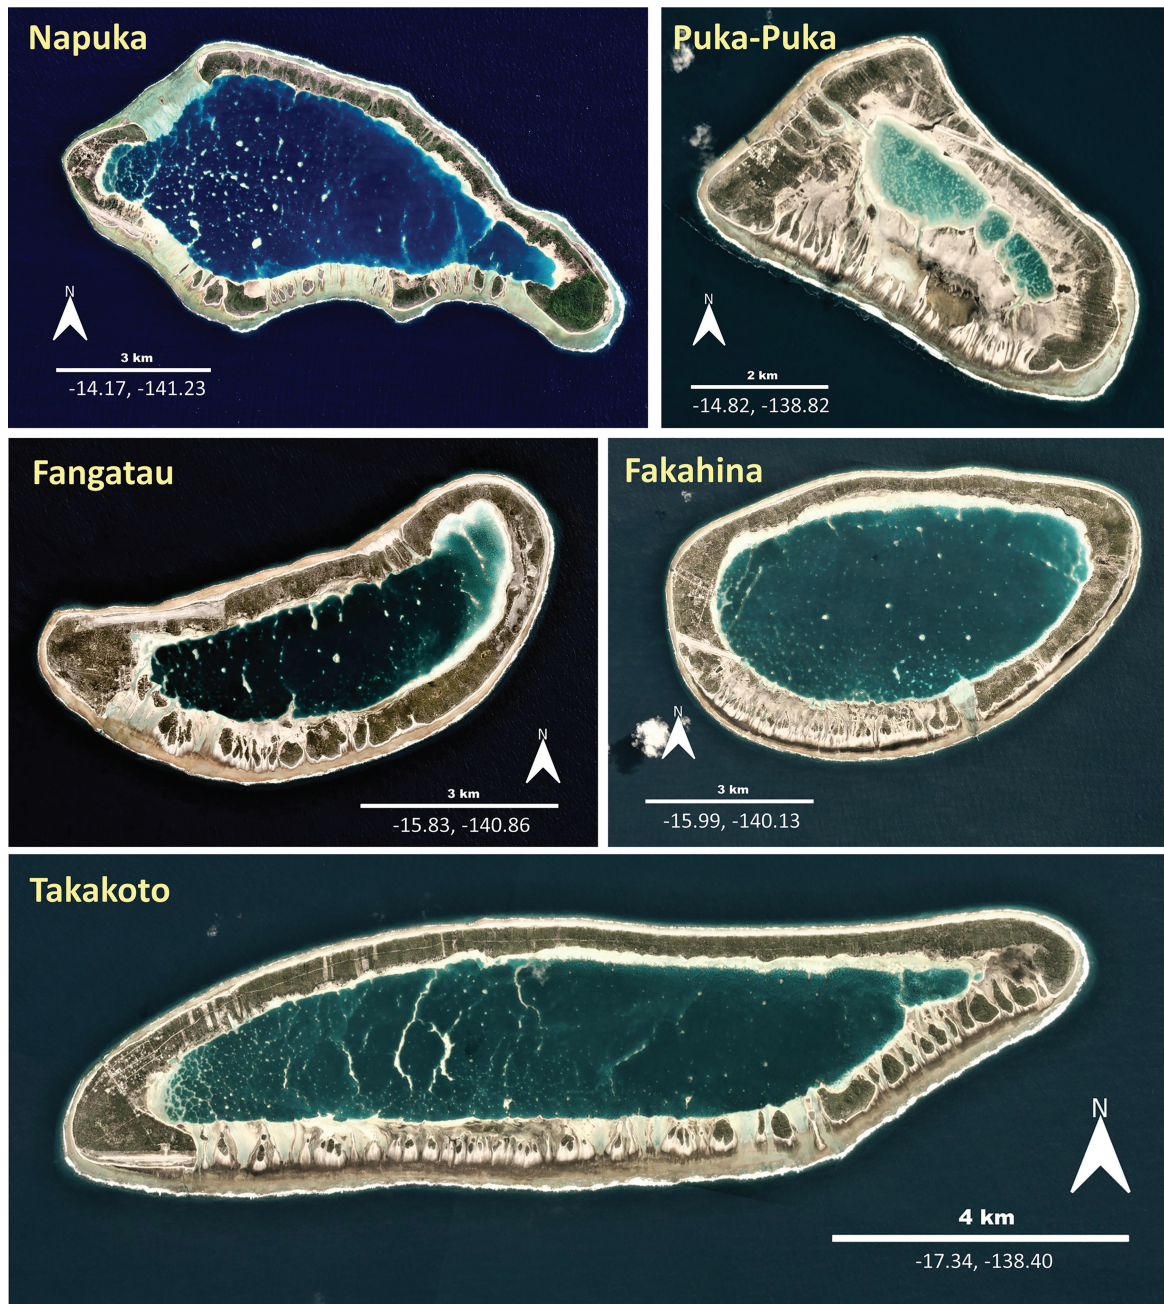 Napuka
N
3 km
-14.17, -141.23
Puka-Puka
N
2 km
-14.82, -138.82
Fangatau
N
3 km
-15.83, -140.86
Fakahina
N
3 km
-15.99, -140.13
Takakoto
N
4 km
-17.34, -138.40